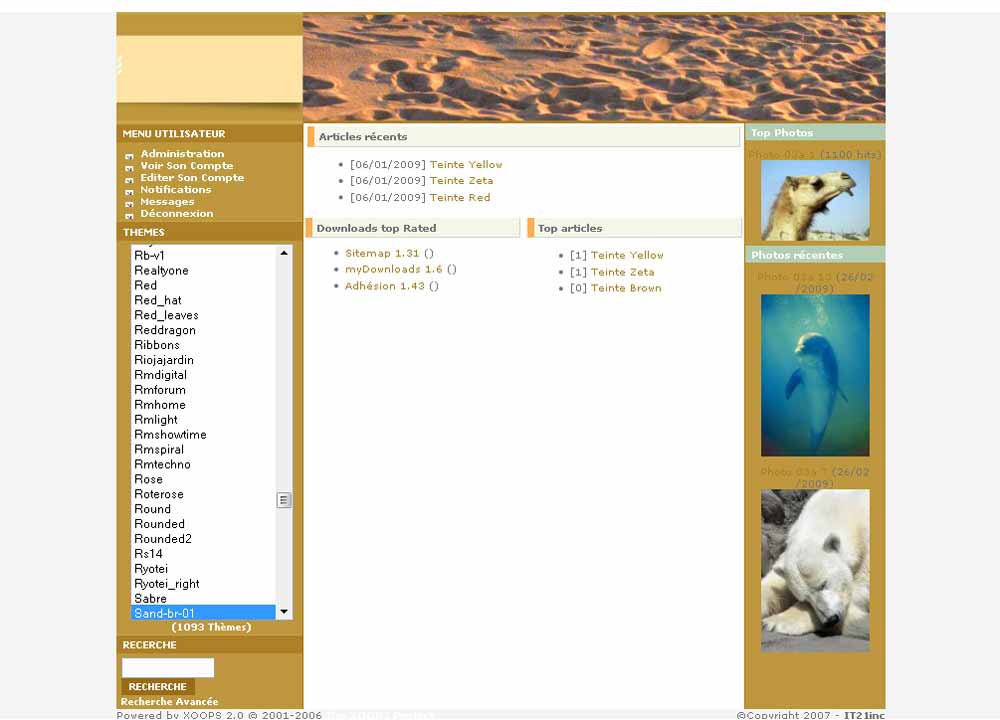 MENU UTILISATEUR
Administration
Voir Son Compte
Editer Son Compte
Notifications
Messages
Déconnexion
THEMES
Rb-v1
Realtyone
Red
Red_hat
Red_leaves
Reddragon
Ribbons
Riojajardin
Rmdigital
Rmforum
Rmhome
Rmlight
Rmshowtime
Rmspiral
Rmtechno
Rose
Roterose
Round
Rounded
Rounded2
Rs14
Ryotei
Ryotei_right
Sabre
Sand-br-01
(1093 Thèmes)
RECERCHE
RECHERCHE
Recherche Avancée
Articles récents
[06/01/2009] Teinte Yellow
[06/01/2009] Teinte Zeta
[06/01/2009] Teinte Red
Downloads top Rated
Sitemap 1.31 ()
myDownloads 1.6 ()
Adhésion 1.43 ()
Top articles
[1] Teinte Yellow
[1] Teinte Zeta
[0] Teinte Brown
Top Photos
Photo 03a 1 (1100 hits)
Photos récentes
Photo 03a 10 (26/02
/2009)
Photo 03a 7 (26/02
/2009)
Powered by XOOPS 2.0 © 2001-2006 The XOOPS Project
©Copyright 2007 - IT21inc